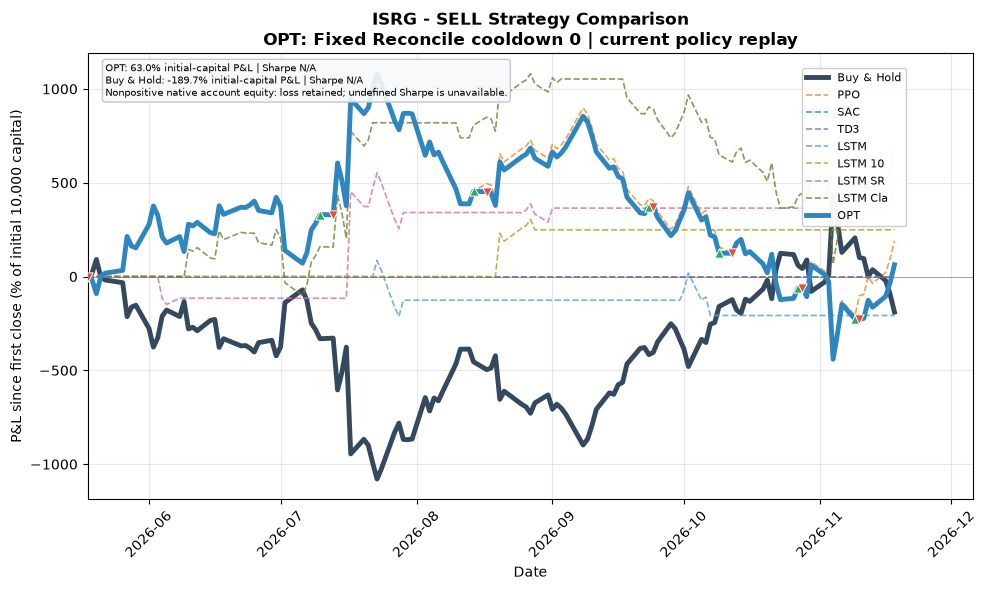 ISRG - SELL Strategy Comparison
OPT: Fixed Reconcile cooldown 0 | current policy replay
OPT: 63.0% initial-capital P&L | Sharpe N/A
Buy & Hold: -189.7% initial-capital P&L | Sharpe N/A
Nonpositive native account equity: loss retained; undefined Sharpe is unavailable.
Buy & Hold
PPO
SAC
TD3
LSTM
LSTM 10
LSTM SR
LSTM Cla
OPT
P&L since first close (% of initial 10,000 capital)
1000
500
0
−500
−1000
2026-06
2026-07
2026-08
2026-09
2026-10
2026-11
2026-12
Date